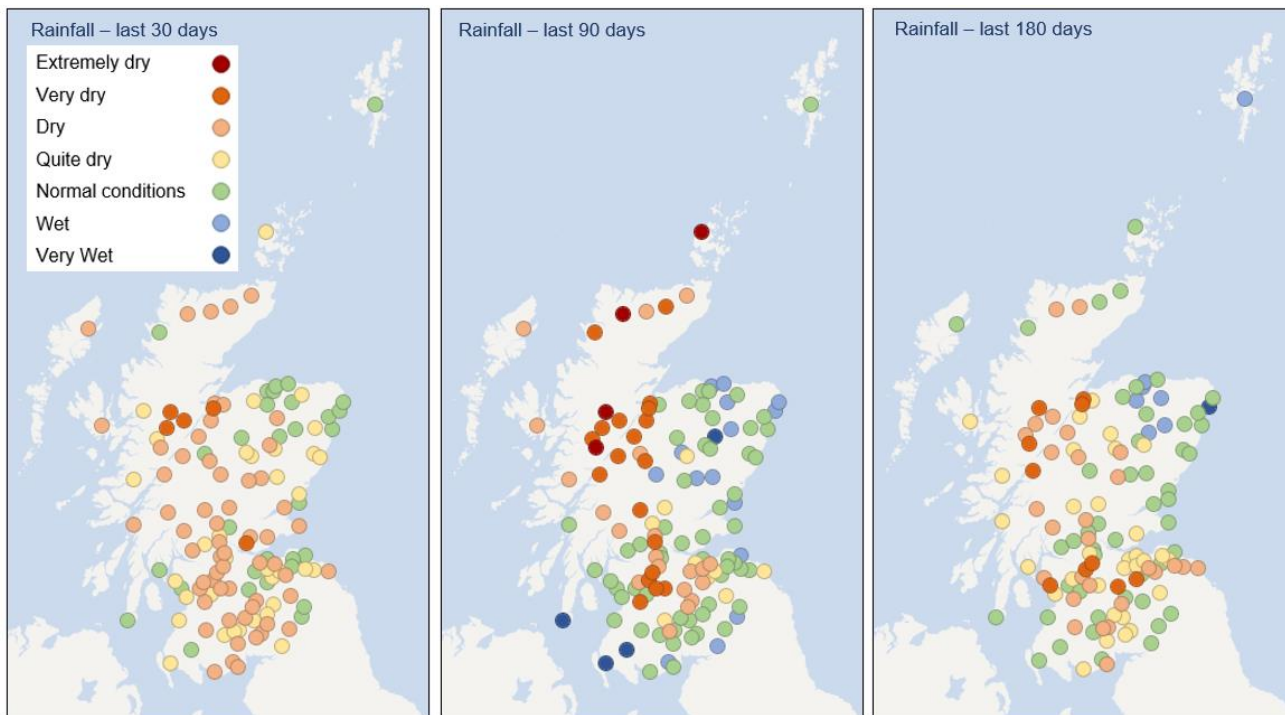 Rainfall – last 30 days
Extremely dry
Very dry
Dry
Quite dry
Normal conditions
Wet
Very Wet
Rainfall – last 90 days
Rainfall – last 180 days